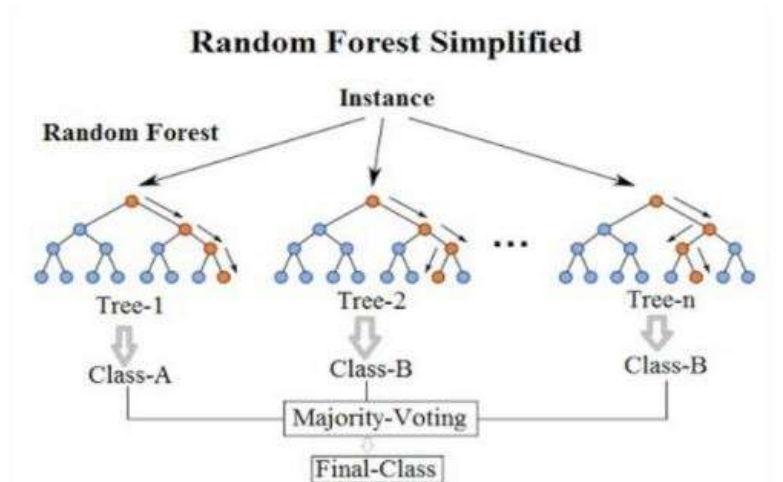 Random Forest Simplified
Instance
Random Forest
...
Tree-1
Tree-2
Tree-n
Class-A
Class-B
Class-B
Majority-Voting
Final-Class